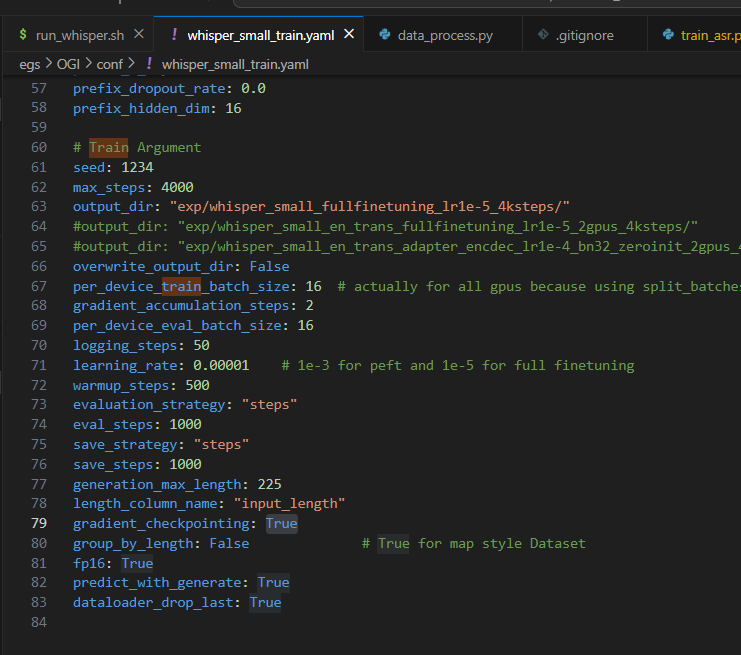 $ run_whisper.sh × ! whisper_small_train.yaml × data_process.py .gitignore train_asr.p
egs > OGI > conf > ! whisper_small_train.yaml
57 prefix_dropout_rate: 0.0
58 prefix_hidden_dim: 16
59
60 # Train Argument
61 seed: 1234
62 max_steps: 4000
63 output_dir: "exp/whisper_small_fullfinetuning_lr1e-5_4ksteps/"
64 #output_dir: "exp/whisper_small_en_trans_fullfinetuning_lr1e-5_2gpus_4ksteps/"
65 #output_dir: "exp/whisper_small_en_trans_adapter_encdec_lr1e-4_bn32_zeroinit_2gpus_4
66 overwrite_output_dir: False
67 per_device_train_batch_size: 16 # actually for all gpus because using split_batches
68 gradient_accumulation_steps: 2
69 per_device_eval_batch_size: 16
70 logging_steps: 50
71 learning_rate: 0.00001 # 1e-3 for peft and 1e-5 for full finetuning
72 warmup_steps: 500
73 evaluation_strategy: "steps"
74 eval_steps: 1000
75 save_strategy: "steps"
76 save_steps: 1000
77 generation_max_length: 225
78 length_column_name: "input_length"
79 gradient_checkpointing: True
80 group_by_length: False # True for map style Dataset
81 fp16: True
82 predict_with_generate: True
83 dataloader_drop_last: True
84